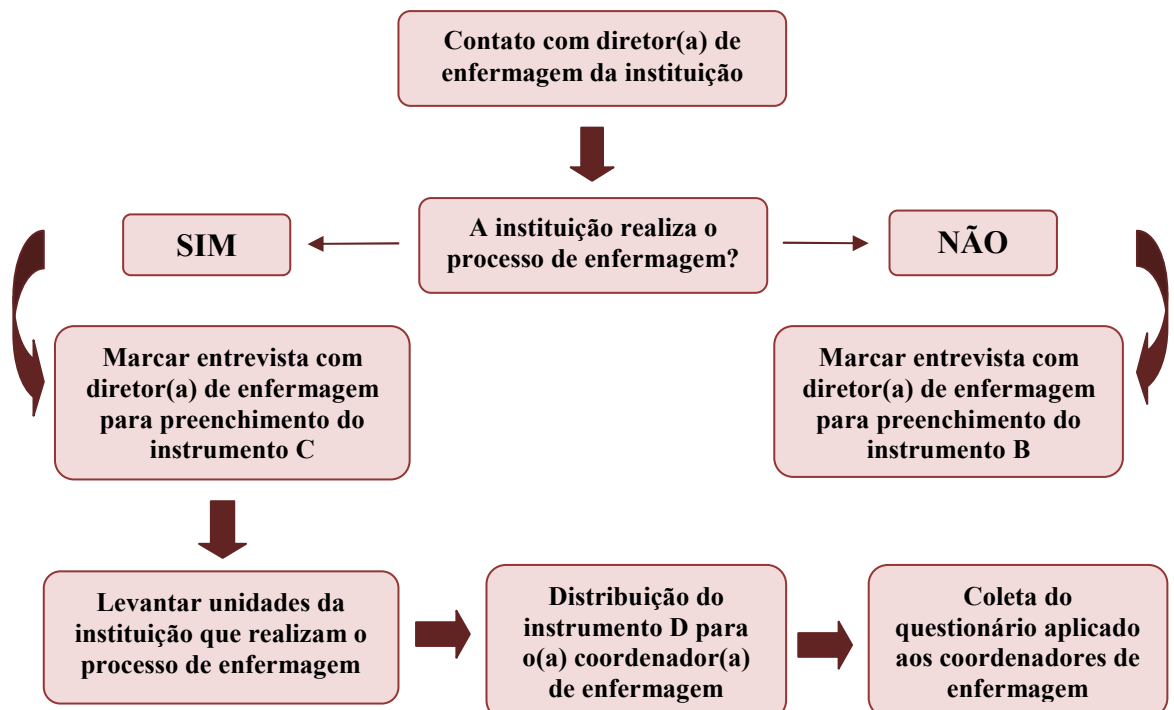 Contato com diretor(a) de
enfermagem da instituição
A instituição realiza o
processo de enfermagem?
SIM
NÃO
Marcar entrevista com
diretor(a) de enfermagem
para preenchimento do
instrumento C
Marcar entrevista com
diretor(a) de enfermagem
para preenchimento do
instrumento B
Levantar unidades da
instituição que realizam o
processo de enfermagem
Distribuição do
instrumento D para
o(a) coordenador(a)
de enfermagem
Coleta do
questionário aplicado
aos coordenadores de
enfermagem